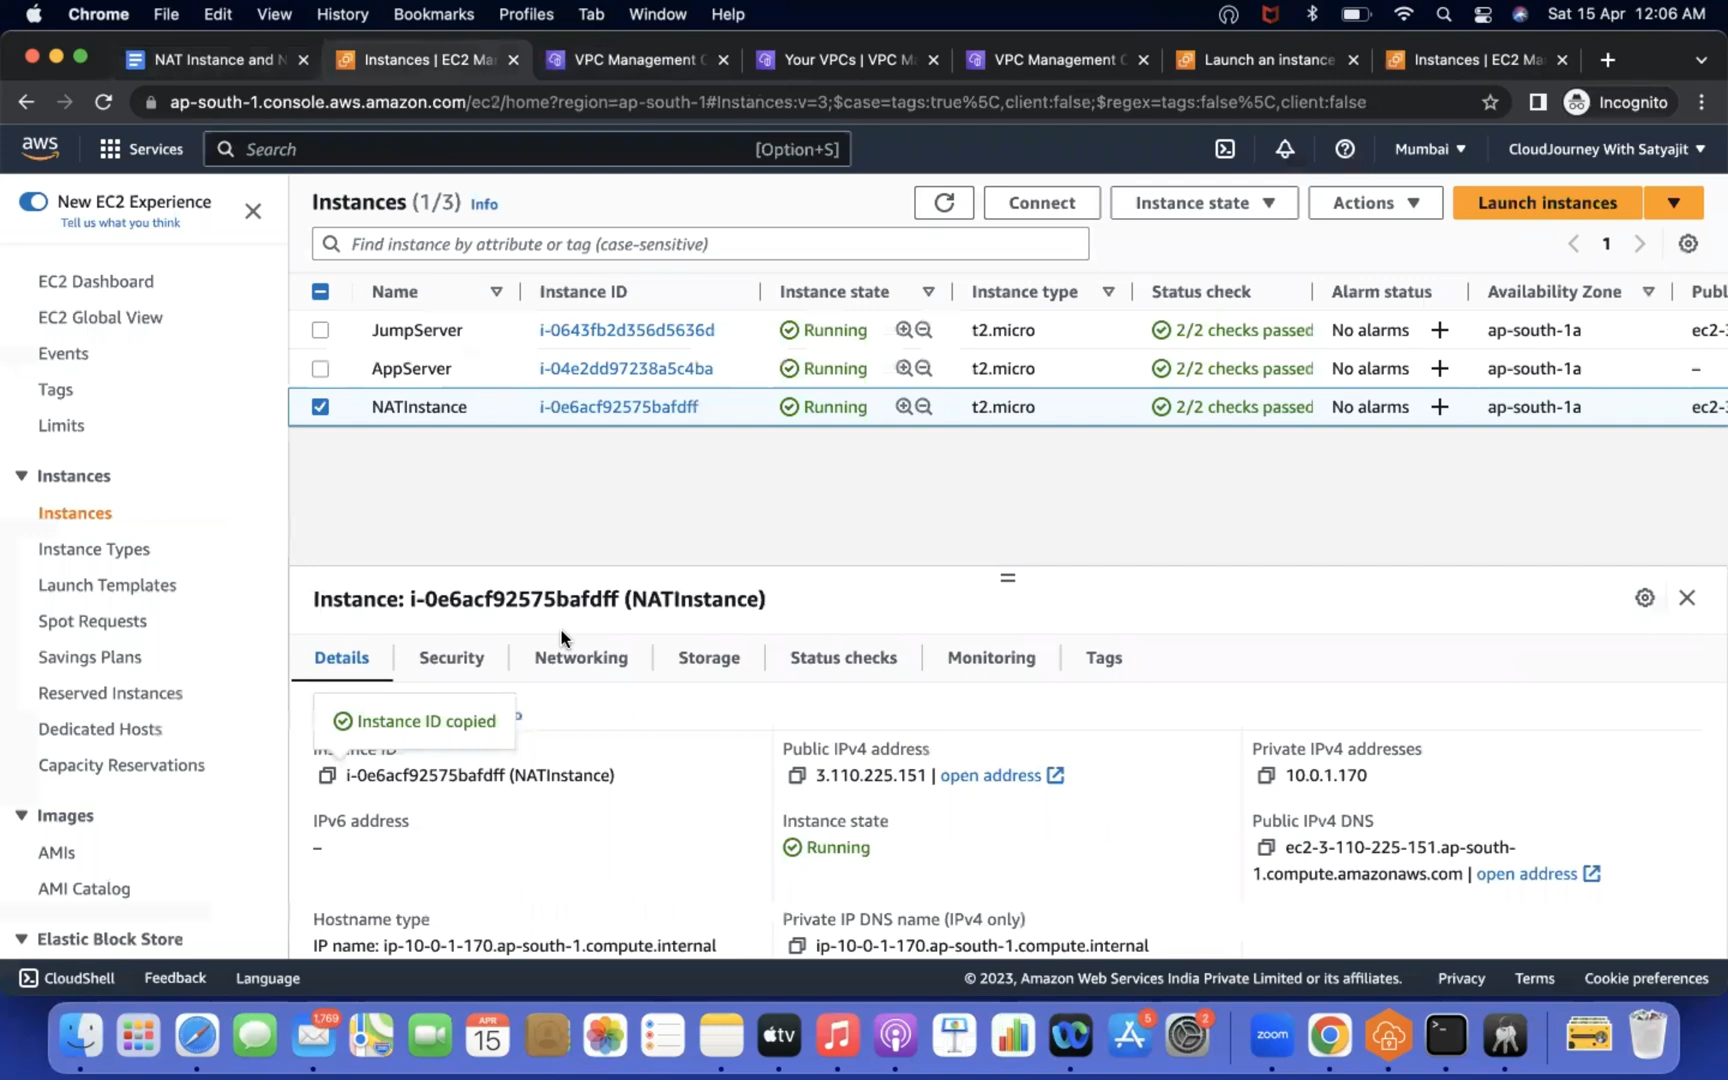 Chrome File Edit View History Bookmarks Profiles Tab Window Help Sat 15 Apr 12:06 AM
NAT Instance and N Instances | EC2 Ma VPC Management C Your VPCs | VPC M VPC Management C Launch an instance Instances | EC2 Ma
ap-south-1.console.aws.amazon.com/ec2/home?region=ap-south-1#Instances:v=3;$case=tags:true%5C,client:false;$regex=tags:false%5C,client:false Incognito
aws Services Search [Option+S] Mumbai CloudJourney With Satyajit
New EC2 Experience
Tell us what you think
EC2 Dashboard
EC2 Global View
Events
Tags
Limits
Instances
Instances
Instance Types
Launch Templates
Spot Requests
Savings Plans
Reserved Instances
Dedicated Hosts
Capacity Reservations
Images
AMIs
AMI Catalog
Elastic Block Store
Instances (1/3) Info Connect Instance state Actions Launch instances
Find instance by attribute or tag (case-sensitive) 1
Name Instance ID Instance state Instance type Status check Alarm status Availability Zone Publ
JumpServer i-0643fb2d356d5636d Running t2.micro 2/2 checks passed No alarms + ap-south-1a ec2-3
AppServer i-04e2dd97238a5c4ba Running t2.micro 2/2 checks passed No alarms + ap-south-1a –
NATInstance i-0e6acf92575bafdff Running t2.micro 2/2 checks passed No alarms + ap-south-1a ec2-3
Instance: i-0e6acf92575bafdff (NATInstance)
Details Security Networking Storage Status checks Monitoring Tags
Instance ID copied
Instance ID Public IPv4 address Private IPv4 addresses
i-0e6acf92575bafdff (NATInstance) 3.110.225.151 | open address 10.0.1.170
IPv6 address Instance state Public IPv4 DNS
– Running ec2-3-110-225-151.ap-south-
1.compute.amazonaws.com | open address
Hostname type Private IP DNS name (IPv4 only)
IP name: ip-10-0-1-170.ap-south-1.compute.internal ip-10-0-1-170.ap-south-1.compute.internal
CloudShell Feedback Language © 2023, Amazon Web Services India Private Limited or its affiliates. Privacy Terms Cookie preferences
1,769 APR 15 tv 5 2 zoom